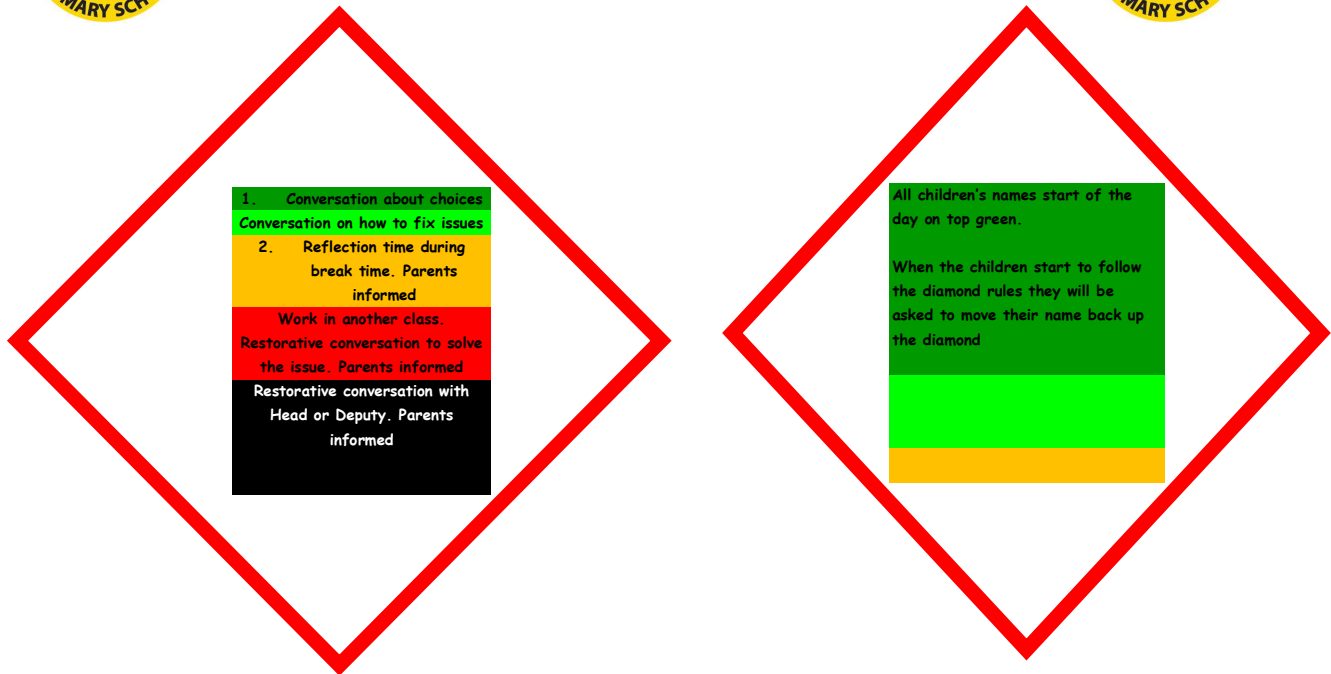 MARY SCH
MARY SCH
1. Conversation about choices
Conversation on how to fix issues
2. Reflection time during
break time. Parents
informed
Work in another class.
Restorative conversation to solve
the issue. Parents informed
Restorative conversation with
Head or Deputy. Parents
informed
All children's names start of the
day on top green.
When the children start to follow
the diamond rules they will be
asked to move their name back up
the diamond